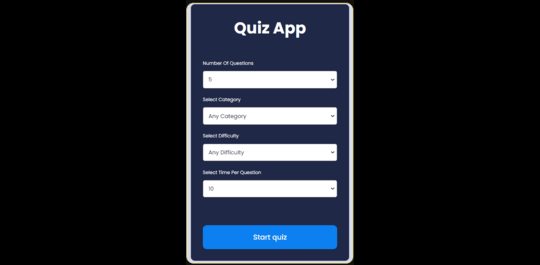 Quiz App
Number Of Questions
5
Select Category
Any Category
Select Difficulty
Any Difficulty
Select Time Per Question
10
Start quiz